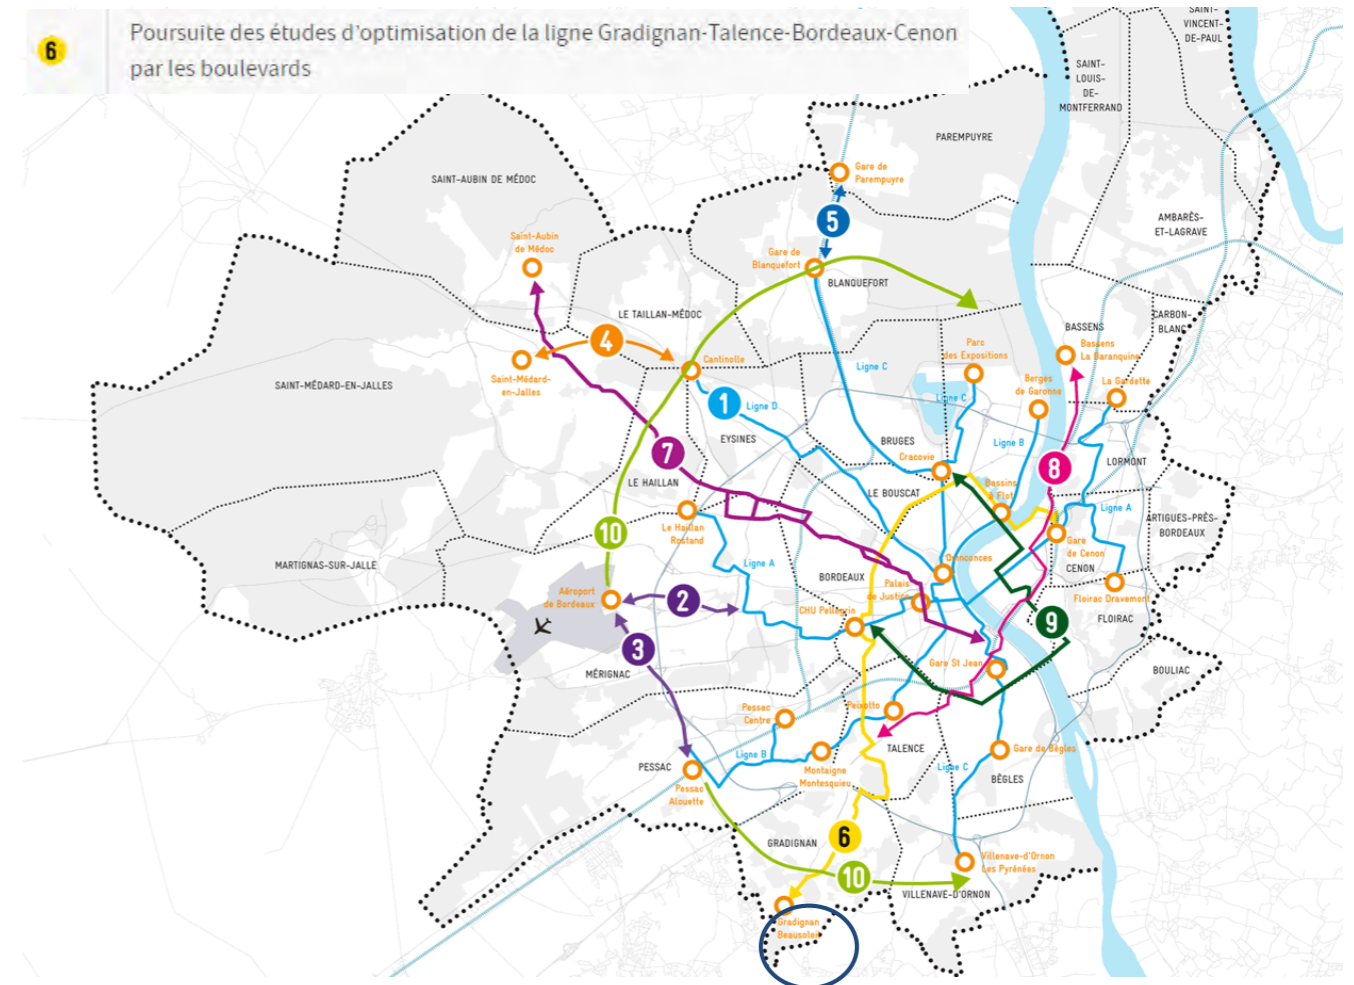 6
Poursuite des études d'optimisation de la ligne Gradignan-Talence-Bordeaux-Cenon
par les boulevards
SAINT-
VINCENT-
DE-PAUL
SAINT-
LOUIS-
DE-
MONTFERRAND
PAREMPUYRE
Gare de
Parempuyre
SAINT-AUBIN DE MÉDOC
5
AMBARÈS-
ET-LAGRAVE
Saint-Aubin
de Médoc
Gare de
Blanquefort
BLANQUEFORT
LE TAILLAN-MÉDOC
CARBON-
BLANC
BASSENS
4
Parc
des Expositions
Bassens
La Baranquine
Cantinolle
Ligne C
Saint-Médard-
en-Jalles
SAINT-MÉDARD-EN-JALLES
Berges
de Garonne
La Gardette
1
Ligne D
Ligne C
EYSINES
BRUGES
Ligne B
7
Cracovie
8
LORMONT
LE HAILLAN
LE BOUSCAT
Bassins
à Flot
Ligne A
Le Haillan
Rostand
ARTIGUES-PRÈS-
BORDEAUX
10
Gare
de Cenon
CENON
MARTIGNAS-SUR-JALLE
Ligne A
Quinconces
BORDEAUX
Palais
de Justice
Aéroport
de Bordeaux
2
Floirac Dravemont
CHU Pellegrin
9
FLOIRAC
3
Gare St Jean
MÉRIGNAC
BOULIAC
Pessac
Centre
Peixotto
TALENCE
Gare de Bègles
Ligne B
PESSAC
Montaigne
Montesquieu
Ligne C
BÈGLES
Pessac
Alouette
GRADIGNAN
6
Villenave-d'Ornon
Les Pyrénées
10
VILLENAVE-D'ORNON
Gradignan
Beausoleil